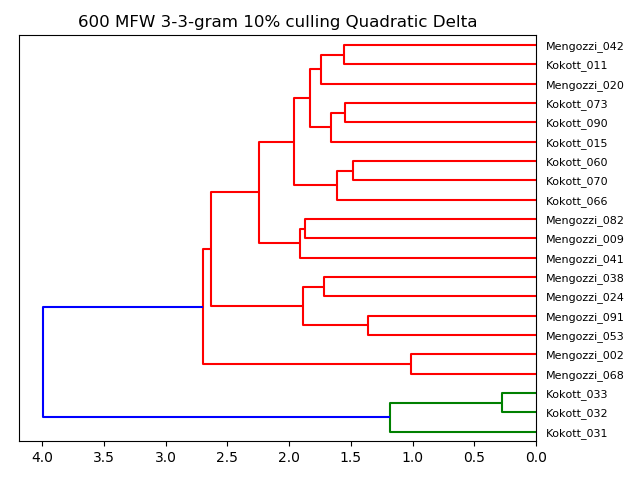 600 MFW 3-3-gram 10% culling Quadratic Delta
Mengozzi_042
Kokott_011
Mengozzi_020
Kokott_073
Kokott_090
Kokott_015
Kokott_060
Kokott_070
Kokott_066
Mengozzi_082
Mengozzi_009
Mengozzi_041
Mengozzi_038
Mengozzi_024
Mengozzi_091
Mengozzi_053
Mengozzi_002
Mengozzi_068
Kokott_033
Kokott_032
Kokott_031
4.0 3.5 3.0 2.5 2.0 1.5 1.0 0.5 0.0